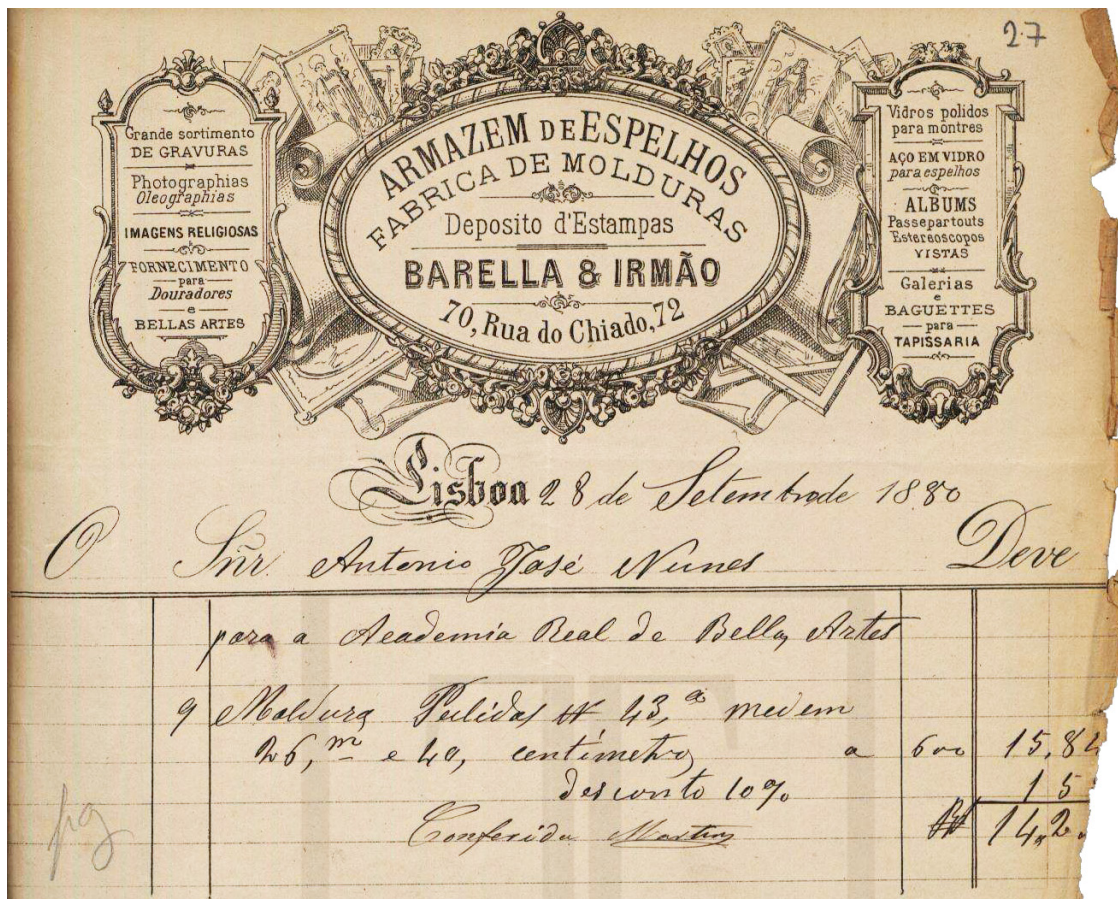 27
Grande sortimento
DE GRAVURAS
Photographias
Oleographias
IMAGENS RELIGIOSAS
FORNECIMENTO
para
Douradores
e
BELLAS ARTES
ARMAZEM DE ESPELHOS
FABRICA DE MOLDURAS
Deposito d'Estampas
BARELLA & IRMÃO
70, Rua do Chiado, 72
Vidros polidos
para montres
AÇO EM VIDRO
para espelhos
ALBUMS
Passepartouts
Estereoscopos
VISTAS
Galerias
e
BAGUETTES
para
TAPISSARIA
Lisboa 28 de Setembro de 1880
O Snr. Antonio José Nunes Deve
para a Academia Real de Bellas Artes
9 Molduras Polidas 43,a medem
26,m e 40, centimetros a 600 15,84
desconto 10% 15
Conferida Martins 14,2
pg